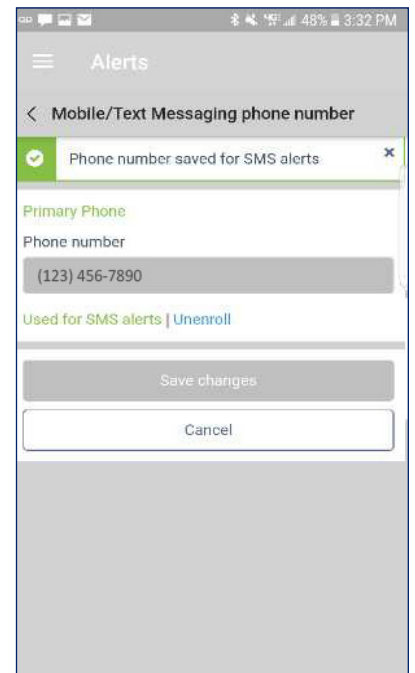 48% 3:32 PM
Alerts
Mobile/Text Messaging phone number
Phone number saved for SMS alerts
Primary Phone
Phone number
(123) 456-7890
Used for SMS alerts | Unenroll
Save changes
Cancel